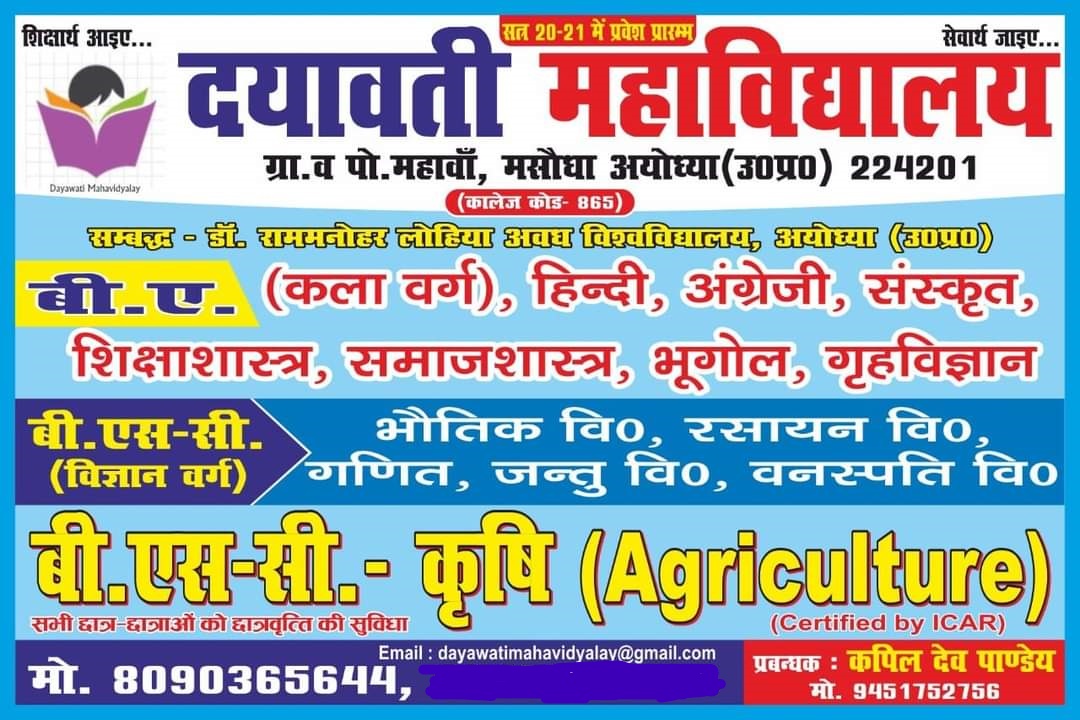 सत्र 20-21 में प्रवेश प्रारम्भ
शिक्षार्थ आइए...
सेवार्थ जाइए...
दयावती महाविद्यालय
Dayawati Mahavidyalay
ग्रा.व पो.महावाँ, मसौधा अयोध्या(उ0प्र0) 224201
(कालेज कोड- 865)
सम्बद्ध - डॉ. राममनोहर लोहिया अवध विश्वविद्यालय, अयोध्या (उ0प्र0)
बी.ए. (कला वर्ग), हिन्दी, अंग्रेजी, संस्कृत,
शिक्षाशास्त्र, समाजशास्त्र, भूगोल, गृहविज्ञान
बी.एस-सी.
(विज्ञान वर्ग)
भौतिक वि0, रसायन वि0,
गणित, जन्तु वि0, वनस्पति वि0
बी.एस-सी.- कृषि (Agriculture)
सभी छात्र-छात्राओं को छात्रवृत्ति की सुविधा
(Certified by ICAR)
Email : dayawatimahavidyalay@gmail.com
मो. 8090365644,
प्रबन्धक : कपिल देव पाण्डेय
मो. 9451752756